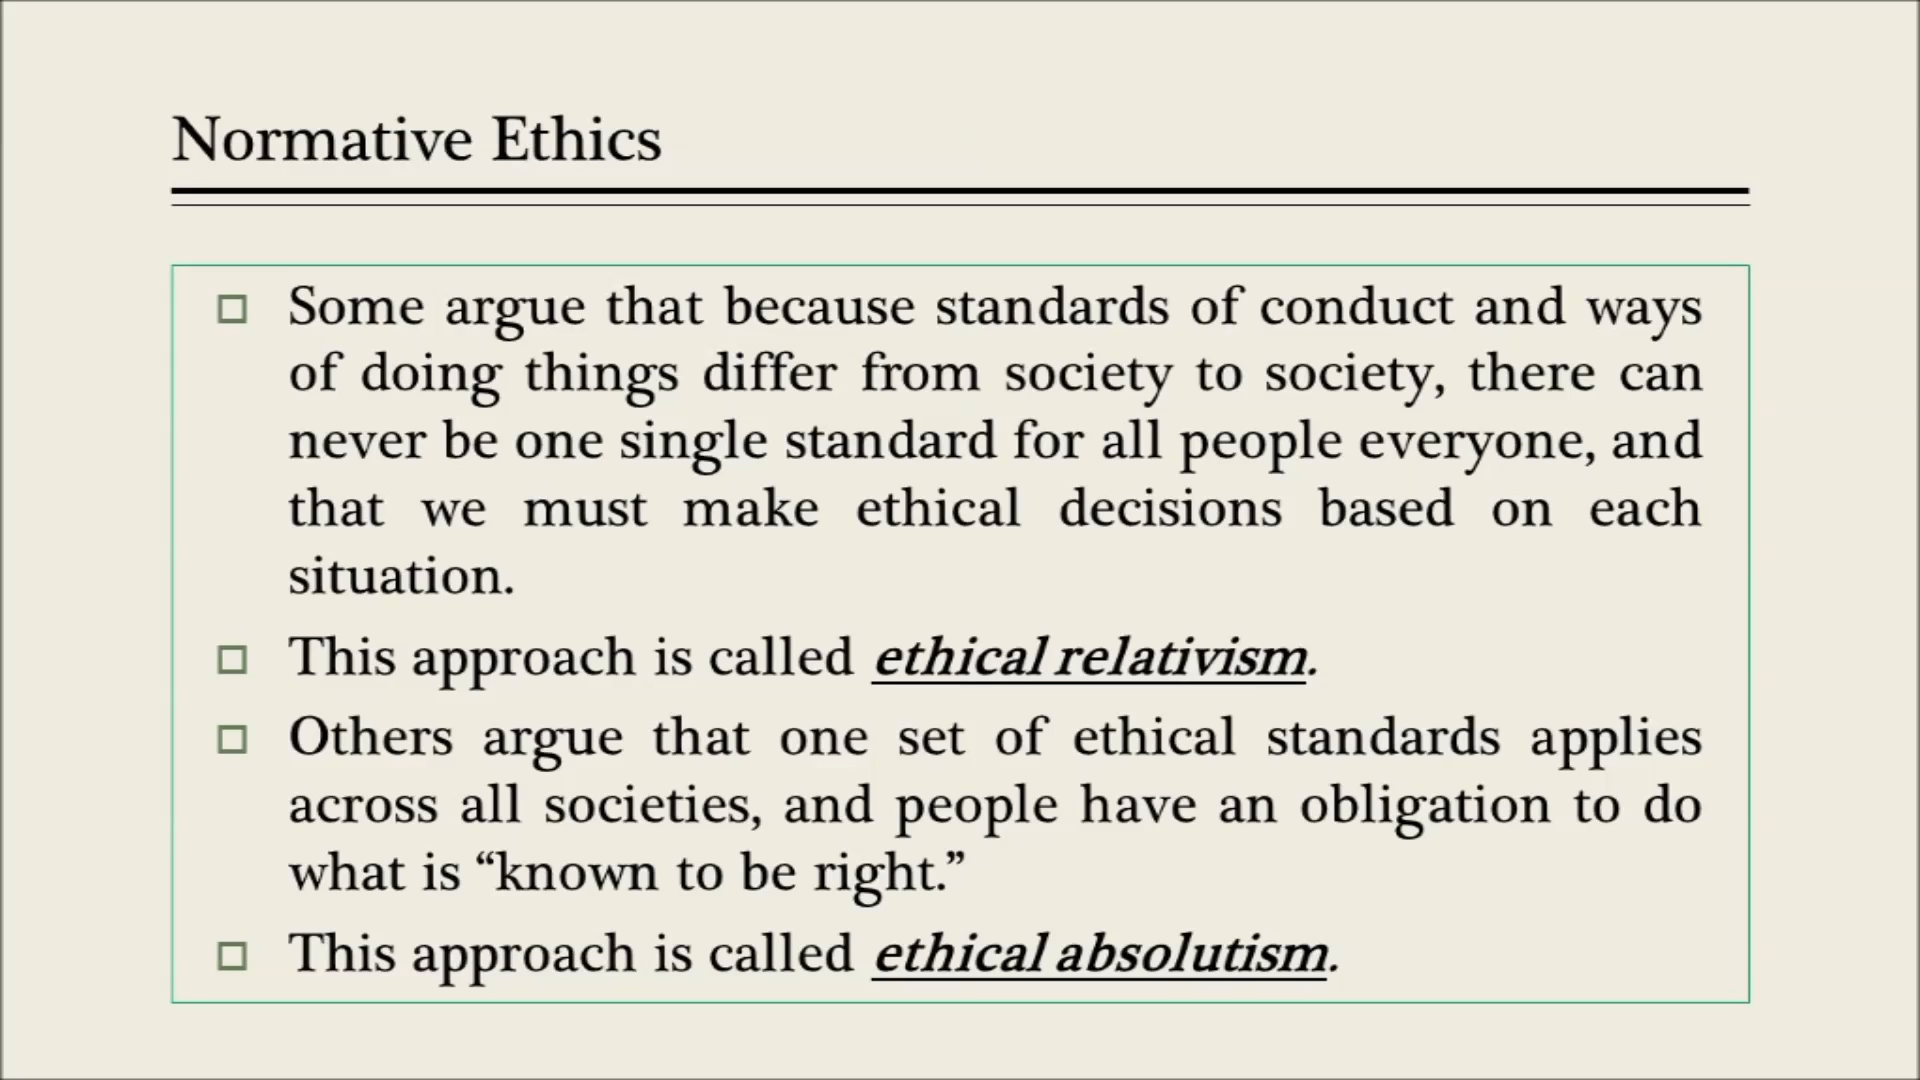 Normative Ethics
Some argue that because standards of conduct and ways
of doing things differ from society to society, there can
never be one single standard for all people everyone, and
that we must make ethical decisions based on each
situation.
This approach is called ethical relativism.
Others argue that one set of ethical standards applies
across all societies, and people have an obligation to do
what is “known to be right.”
This approach is called ethical absolutism.